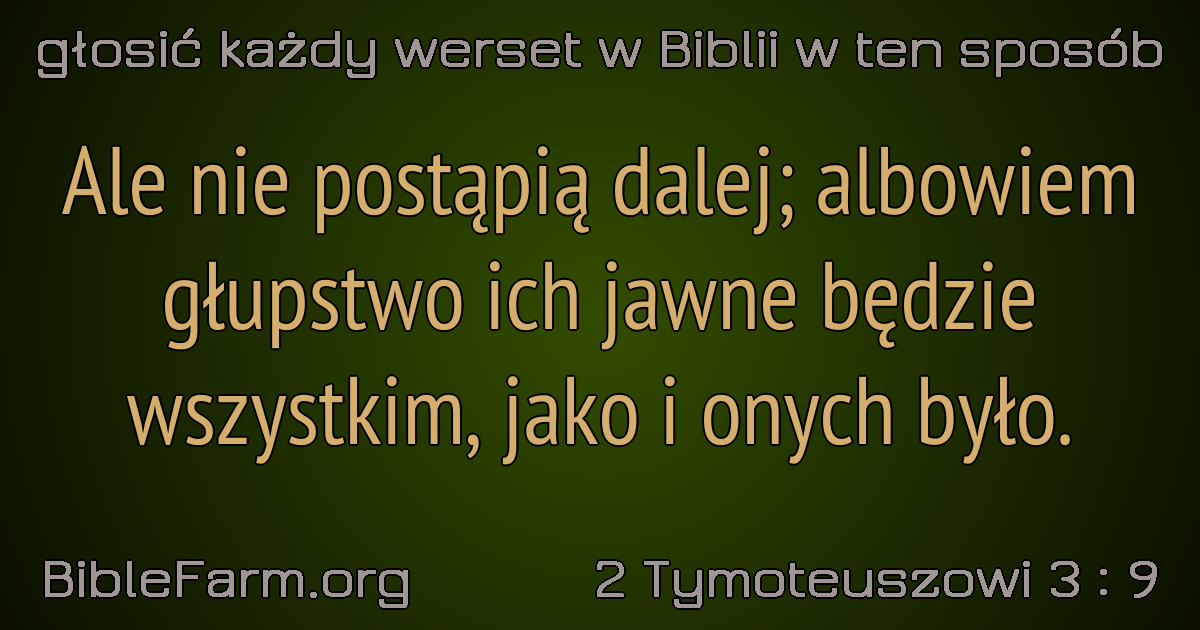 głosić każdy werset w Biblii w ten sposób
Ale nie postąpią dalej; albowiem
głupstwo ich jawne będzie
wszystkim, jako i onych było.
BibleFarm.org
2 Tymoteuszowi 3 : 9